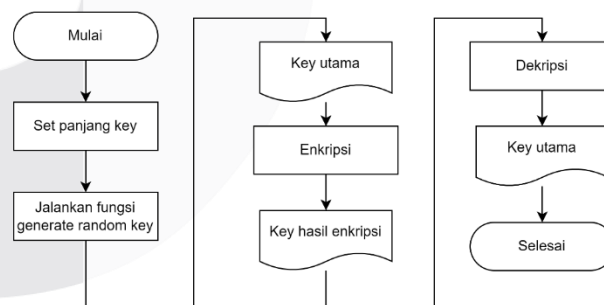 Mulai
Set panjang key
Jalankan fungsi
generate random key
Key utama
Enkripsi
Key hasil enkripsi
Dekripsi
Key utama
Selesai